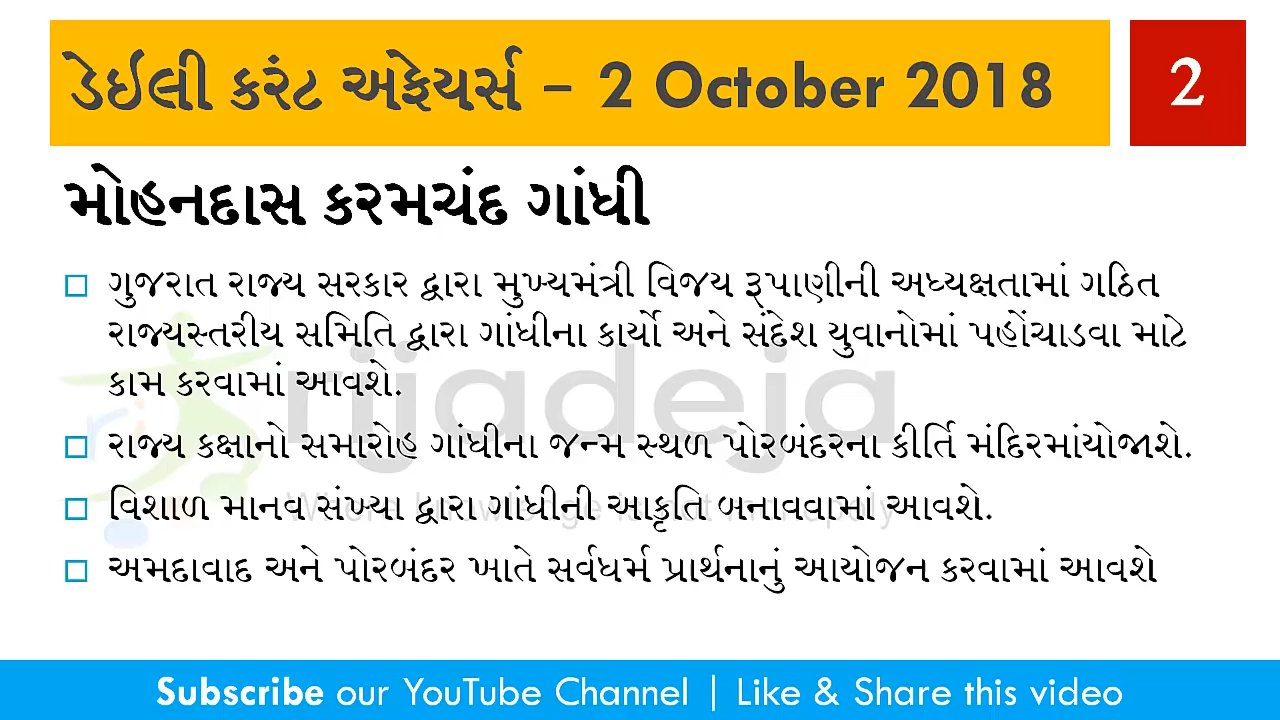 ડેઈલી કરંટ અફેયર્સ – 2 October 2018
2
મોહનદાસ કરમચંદ ગાંધી
ગુજરાત રાજ્ય સરકાર દ્વારા મુખ્યમંત્રી વિજય રૂપાણીની અધ્યક્ષતામાં ગઠિત
રાજ્યસ્તરીય સમિતિ દ્વારા ગાંધીના કાર્યો અને સંદેશ યુવાનોમાં પહોંચાડવા માટે
કામ કરવામાં આવશે.
રાજ્ય કક્ષાનો સમારોહ ગાંધીના જન્મ સ્થળ પોરબંદરના કીર્તિ મંદિરમાંયોજાશે.
વિશાળ માનવ સંખ્યા દ્વારા ગાંધીની આકૃતિ બનાવવામાં આવશે.
અમદાવાદ અને પોરબંદર ખાતે સર્વધર્મ પ્રાર્થનાનું આયોજન કરવામાં આવશે
rijadeja
Subscribe our YouTube Channel | Like & Share this video